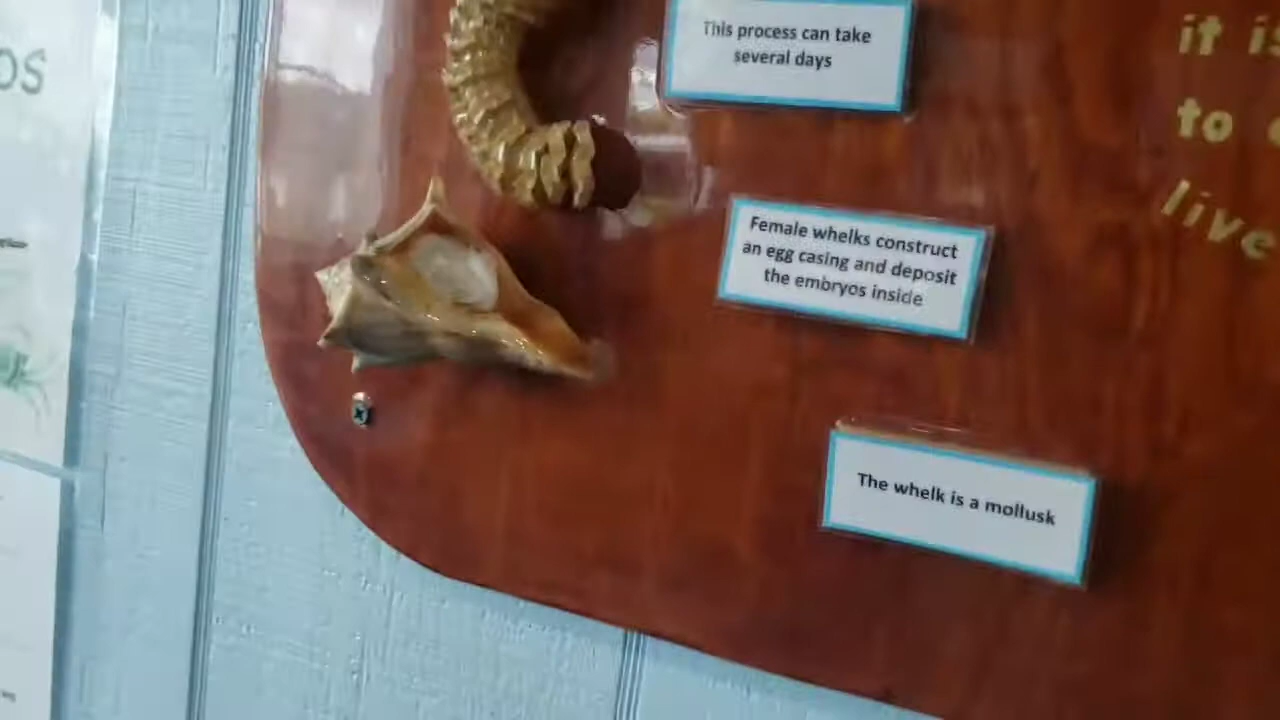 os
This process can take
several days
it is
to
live
Female whelks construct
an egg casing and deposit
the embryos inside
The whelk is a mollusk